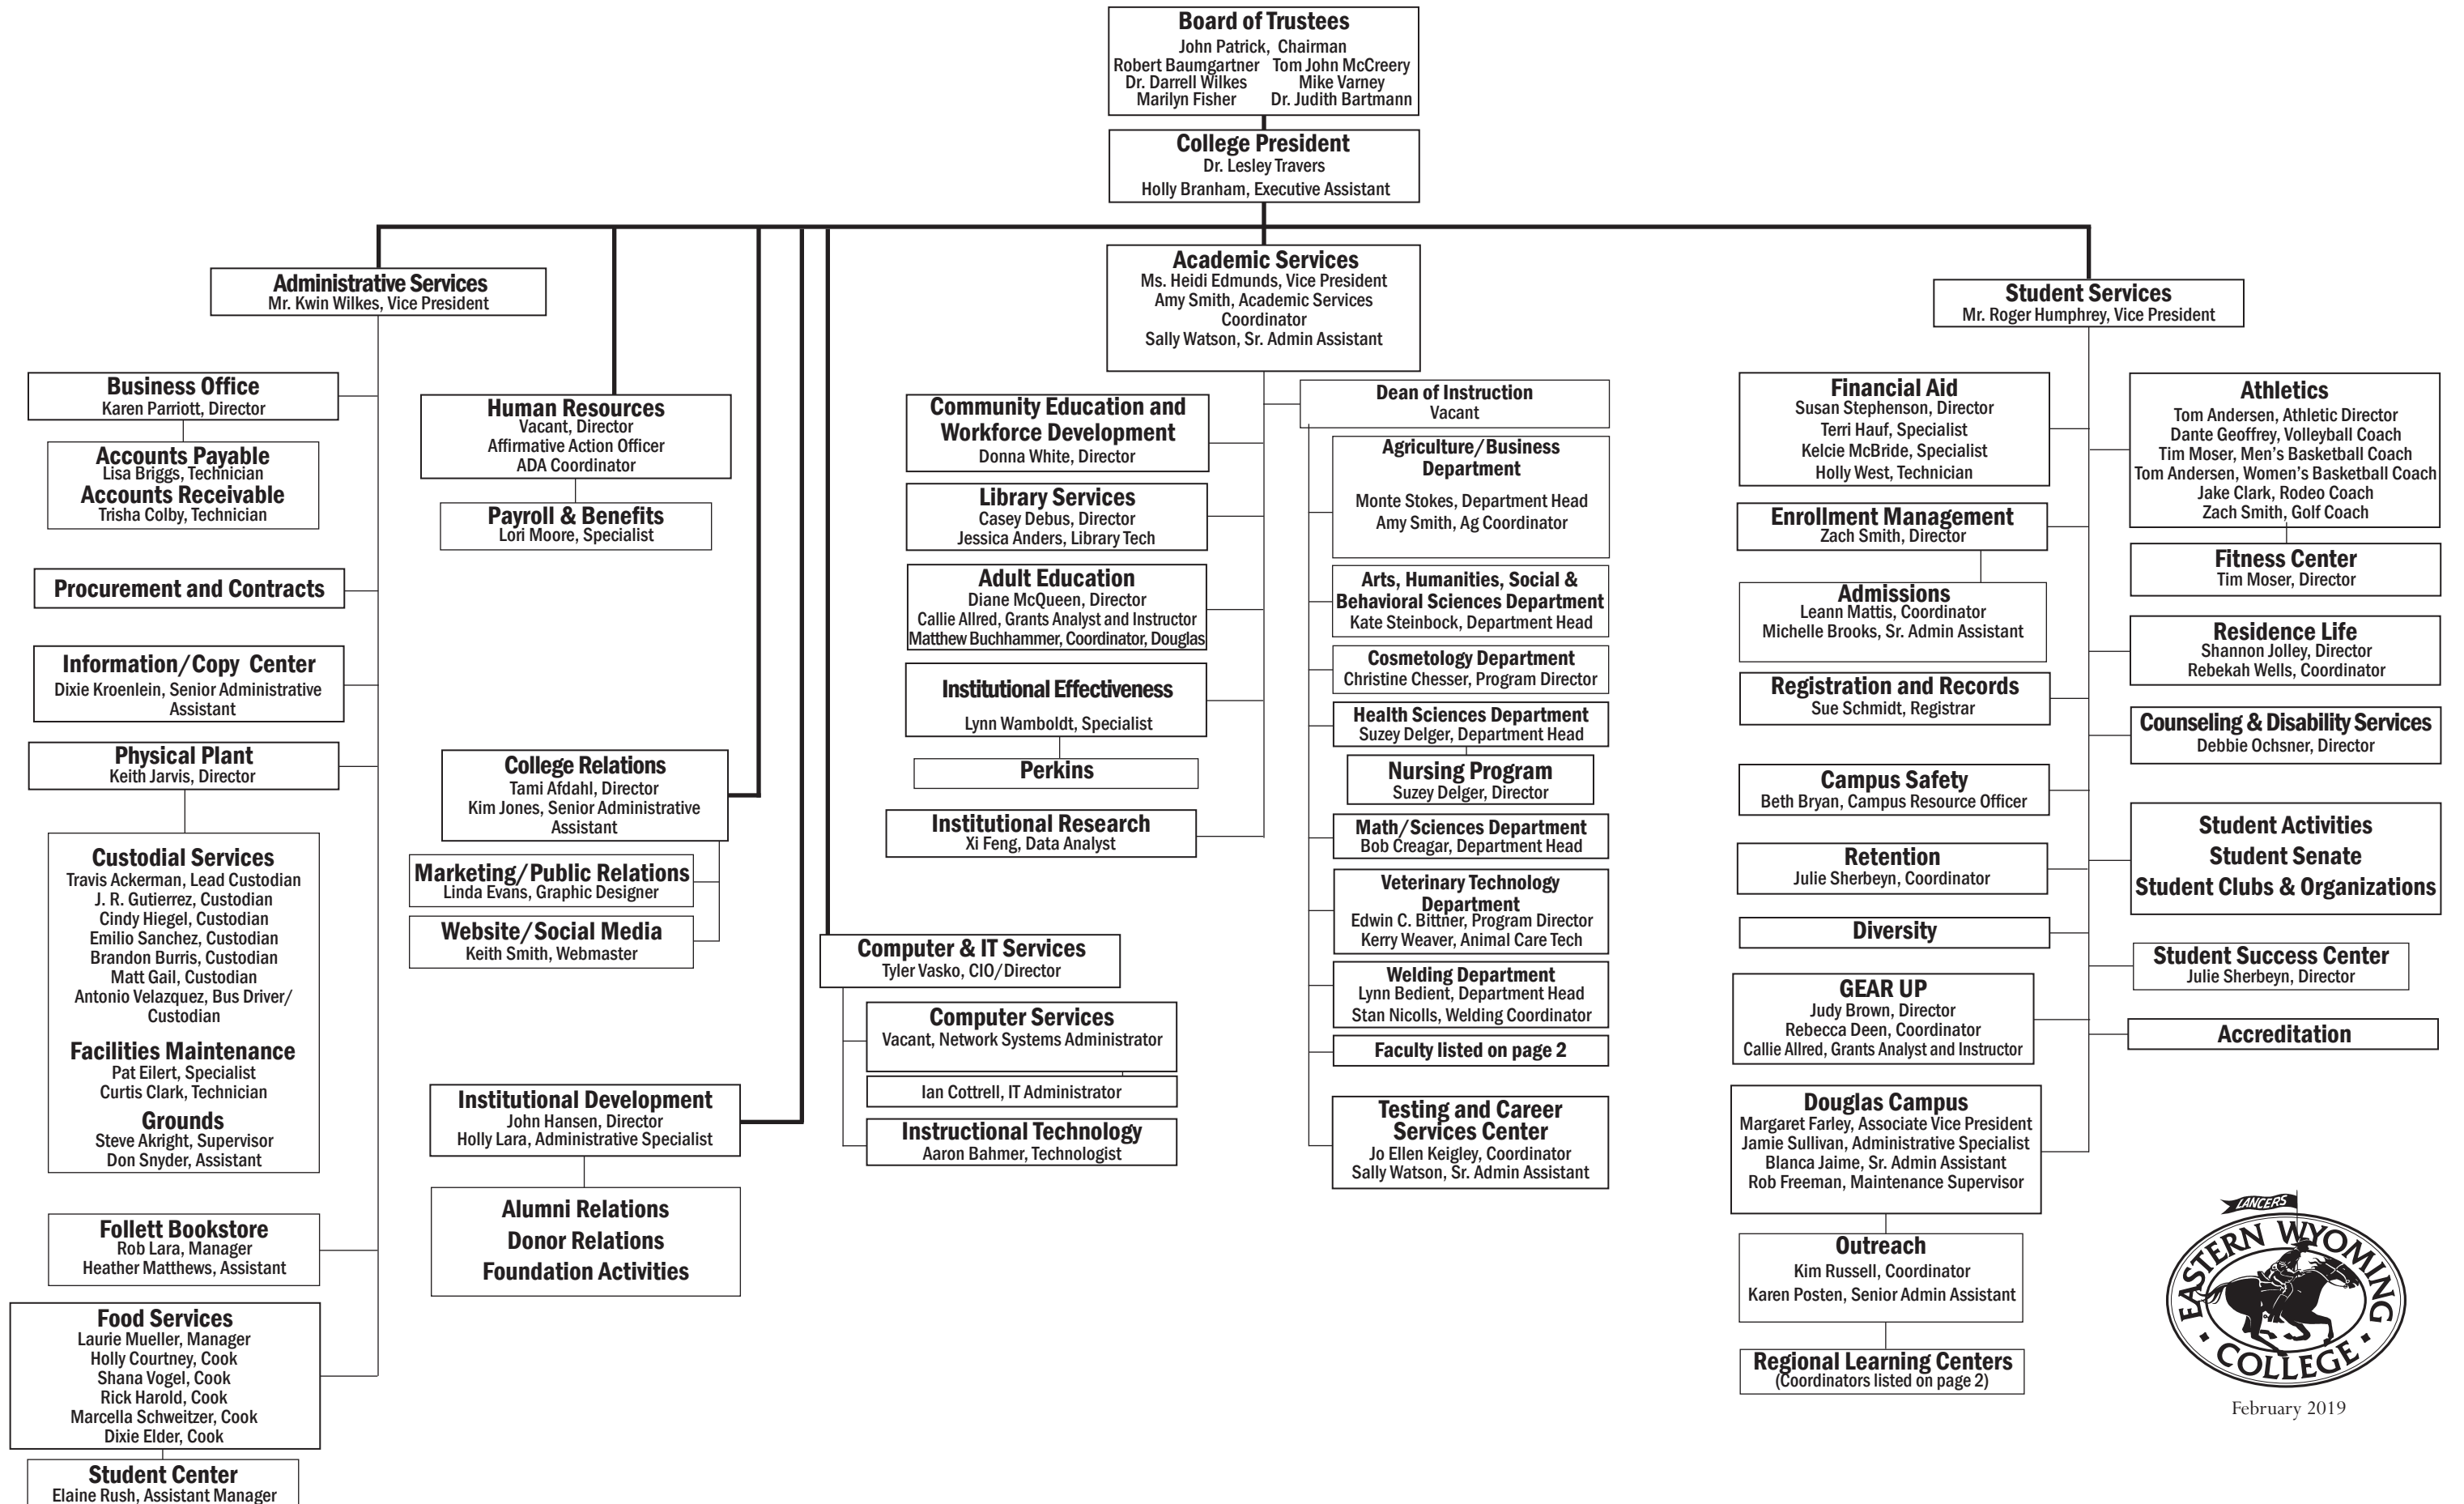 Board of Trustees
John Patrick, Chairman
Robert Baumgartner Tom John McCreery
Dr. Darrell Wilkes Mike Varney
Marilyn Fisher Dr. Judith Bartmann
College President
Dr. Lesley Travers
Holly Branham, Executive Assistant
Administrative Services
Mr. Kwin Wilkes, Vice President
Business Office
Karen Parriott, Director
Accounts Payable
Lisa Briggs, Technician
Accounts Receivable
Trisha Colby, Technician
Procurement and Contracts
Information/Copy Center
Dixie Kroenlein, Senior Administrative
Assistant
Physical Plant
Keith Jarvis, Director
Custodial Services
Travis Ackerman, Lead Custodian
J. R. Gutierrez, Custodian
Cindy Hiegel, Custodian
Emilio Sanchez, Custodian
Brandon Burris, Custodian
Matt Gail, Custodian
Antonio Velazquez, Bus Driver/
Custodian
Facilities Maintenance
Pat Eilert, Specialist
Curtis Clark, Technician
Grounds
Steve Akright, Supervisor
Don Snyder, Assistant
Follett Bookstore
Rob Lara, Manager
Heather Matthews, Assistant
Food Services
Laurie Mueller, Manager
Holly Courtney, Cook
Shana Vogel, Cook
Rick Harold, Cook
Marcella Schweitzer, Cook
Dixie Elder, Cook
Student Center
Elaine Rush, Assistant Manager
Human Resources
Vacant, Director
Affirmative Action Officer
ADA Coordinator
Payroll & Benefits
Lori Moore, Specialist
College Relations
Tami Afdahl, Director
Kim Jones, Senior Administrative
Assistant
Marketing/Public Relations
Linda Evans, Graphic Designer
Website/Social Media
Keith Smith, Webmaster
Institutional Development
John Hansen, Director
Holly Lara, Administrative Specialist
Alumni Relations
Donor Relations
Foundation Activities
Computer & IT Services
Tyler Vasko, CIO/Director
Computer Services
Vacant, Network Systems Administrator
Ian Cottrell, IT Administrator
Instructional Technology
Aaron Bahmer, Technologist
Academic Services
Ms. Heidi Edmunds, Vice President
Amy Smith, Academic Services
Coordinator
Sally Watson, Sr. Admin Assistant
Community Education and
Workforce Development
Donna White, Director
Library Services
Casey Debus, Director
Jessica Anders, Library Tech
Adult Education
Diane McQueen, Director
Callie Allred, Grants Analyst and Instructor
Matthew Buchhammer, Coordinator, Douglas
Institutional Effectiveness
Lynn Wamboldt, Specialist
Perkins
Institutional Research
Xi Feng, Data Analyst
Dean of Instruction
Vacant
Agriculture/Business
Department
Monte Stokes, Department Head
Amy Smith, Ag Coordinator
Arts, Humanities, Social &
Behavioral Sciences Department
Kate Steinbock, Department Head
Cosmetology Department
Christine Chesser, Program Director
Health Sciences Department
Suzey Delger, Department Head
Nursing Program
Suzey Delger, Director
Math/Sciences Department
Bob Creagar, Department Head
Veterinary Technology
Department
Edwin C. Bittner, Program Director
Kerry Weaver, Animal Care Tech
Welding Department
Lynn Bedient, Department Head
Stan Nicolls, Welding Coordinator
Faculty listed on page 2
Testing and Career
Services Center
Jo Ellen Keigley, Coordinator
Sally Watson, Sr. Admin Assistant
Student Services
Mr. Roger Humphrey, Vice President
Financial Aid
Susan Stephenson, Director
Terri Hauf, Specialist
Kelcie McBride, Specialist
Holly West, Technician
Enrollment Management
Zach Smith, Director
Admissions
Leann Mattis, Coordinator
Michelle Brooks, Sr. Admin Assistant
Registration and Records
Sue Schmidt, Registrar
Campus Safety
Beth Bryan, Campus Resource Officer
Retention
Julie Sherbeyn, Coordinator
Diversity
GEAR UP
Judy Brown, Director
Rebecca Deen, Coordinator
Callie Allred, Grants Analyst and Instructor
Douglas Campus
Margaret Farley, Associate Vice President
Jamie Sullivan, Administrative Specialist
Blanca Jaime, Sr. Admin Assistant
Rob Freeman, Maintenance Supervisor
Outreach
Kim Russell, Coordinator
Karen Posten, Senior Admin Assistant
Regional Learning Centers
(Coordinators listed on page 2)
Athletics
Tom Andersen, Athletic Director
Dante Geoffrey, Volleyball Coach
Tim Moser, Men's Basketball Coach
Tom Andersen, Women's Basketball Coach
Jake Clark, Rodeo Coach
Zach Smith, Golf Coach
Fitness Center
Tim Moser, Director
Residence Life
Shannon Jolley, Director
Rebekah Wells, Coordinator
Counseling & Disability Services
Debbie Ochsner, Director
Student Activities
Student Senate
Student Clubs & Organizations
Student Success Center
Julie Sherbeyn, Director
Accreditation
LANCERS
EASTERN WYOMING
COLLEGE
February 2019